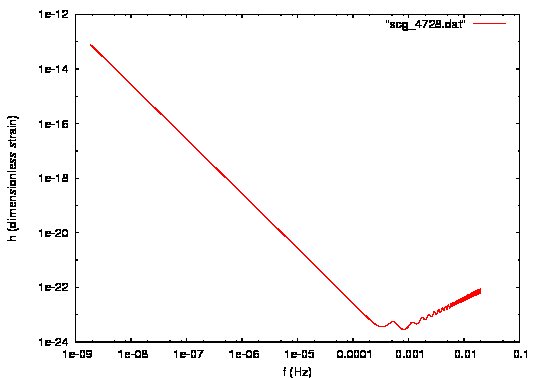 1e-12
"scg_4728.dat"
1e-14
1e-16
1e-18
1e-20
1e-22
1e-24
h (dimensionless strain)
1e-09 1e-08 1e-07 1e-06 1e-05 0.0001 0.001 0.01 0.1
f (Hz)